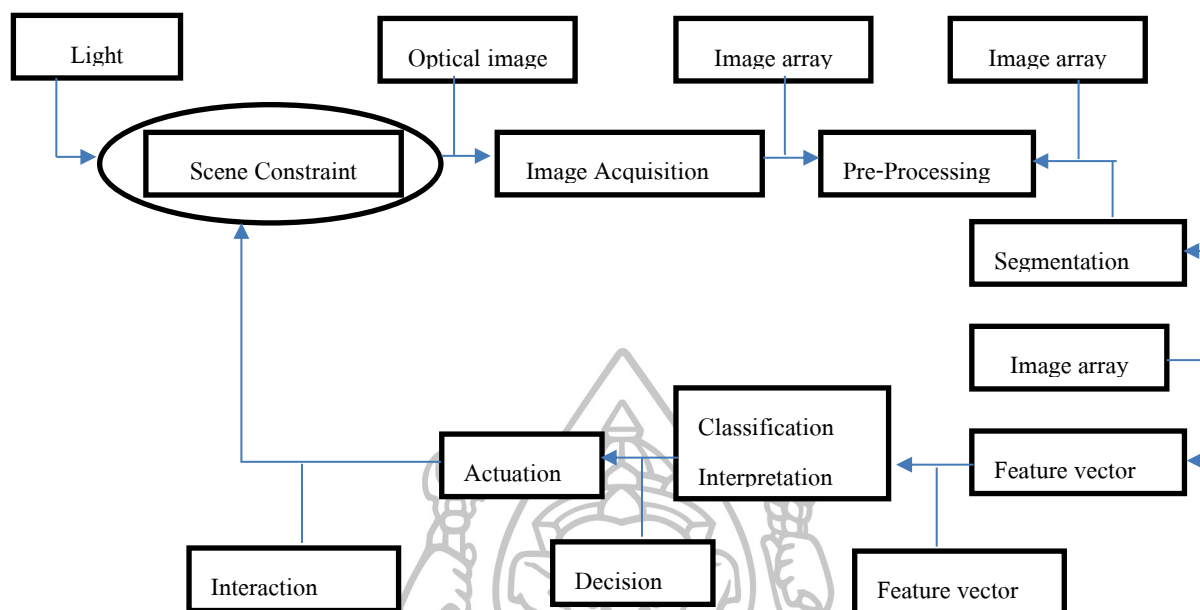 Light
Optical image
Image array
Image array
Scene Constraint
Image Acquisition
Pre-Processing
Segmentation
Image array
Classification
Interpretation
Actuation
Feature vector
Interaction
Decision
Feature vector